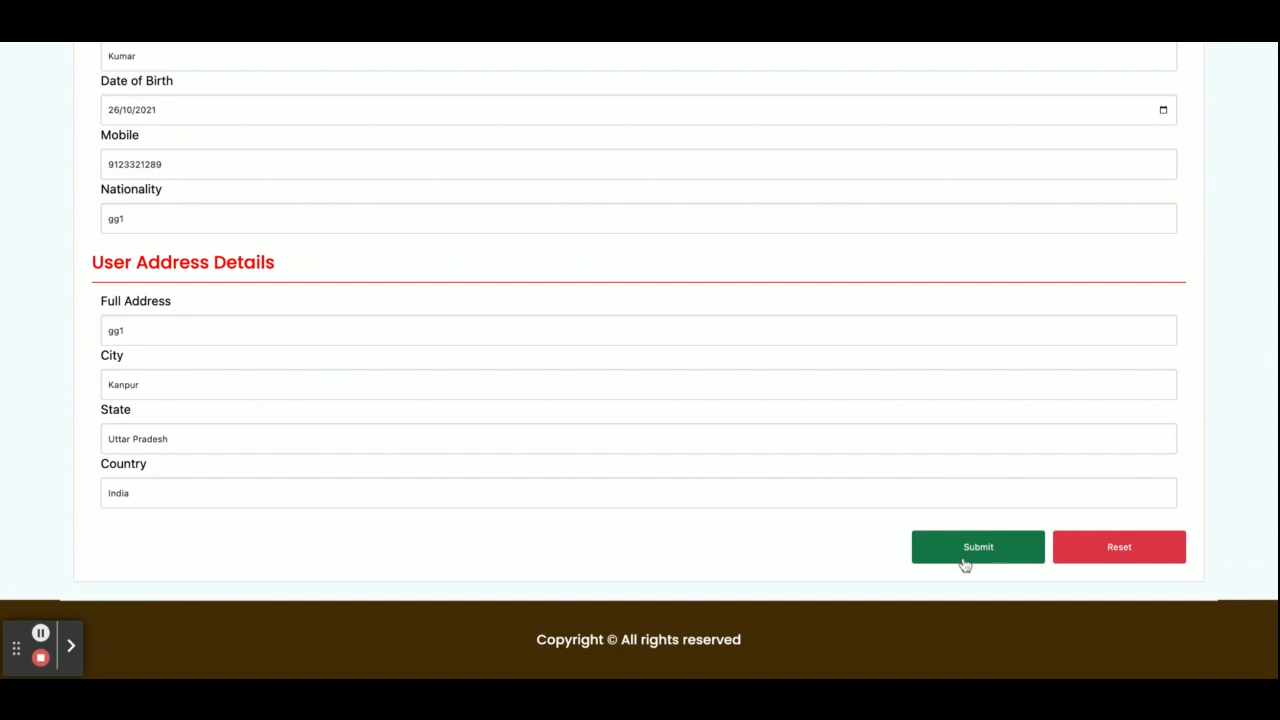 Kumar
Date of Birth
26/10/2021
Mobile
9123321289
Nationality
gg1
User Address Details
Full Address
gg1
City
Kanpur
State
Uttar Pradesh
Country
India
Submit Reset
Copyright © All rights reserved